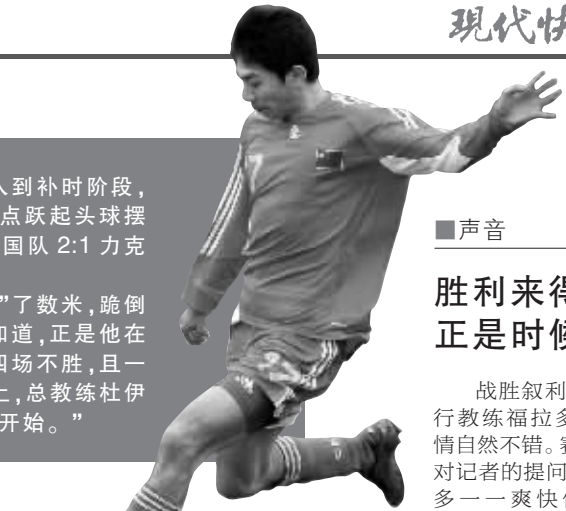 现代快
入到补时阶段,
点跃起头球摆
国队 2:1 力克
”了数米,跪倒
知道,正是他在
四场不胜,且一
上,总教练杜伊
开始。”
■声音
胜利来得
正是时候
战胜叙利
行教练福拉多
情自然不错。赛
对记者的提问
多一一爽快